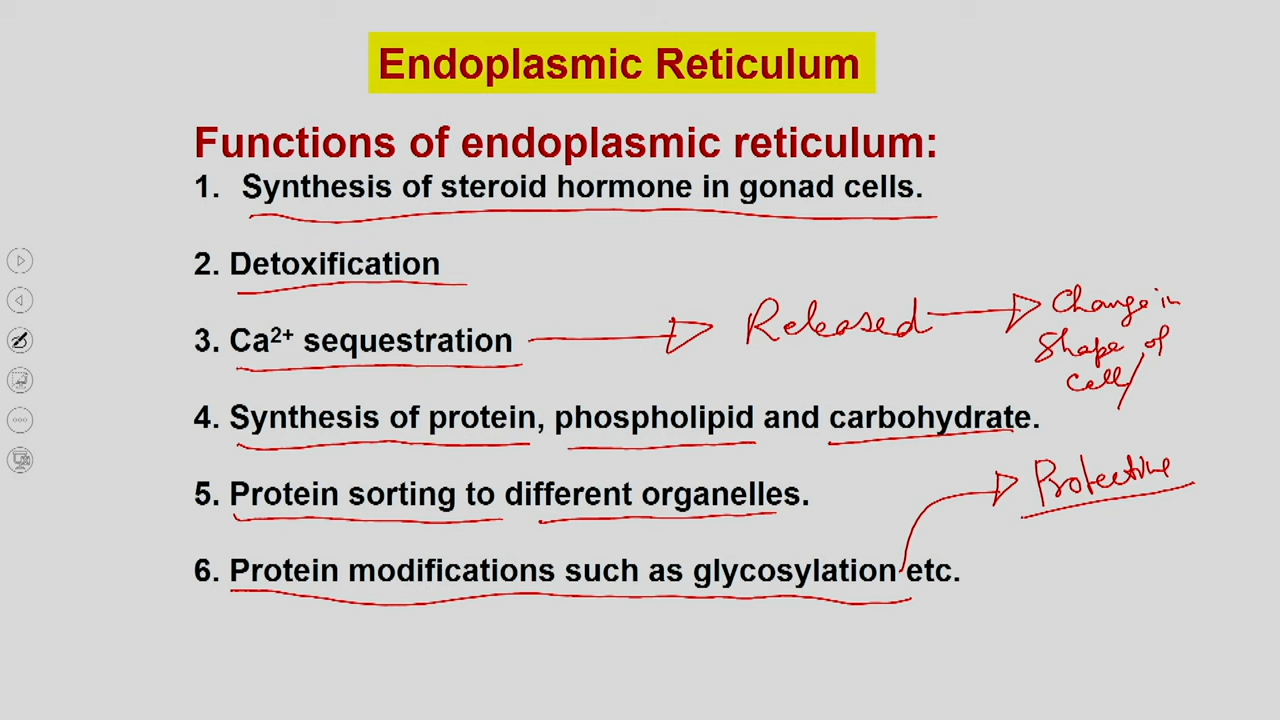 Endoplasmic Reticulum
Functions of endoplasmic reticulum:
1. Synthesis of steroid hormone in gonad cells.
2. Detoxification
3. Ca²⁺ sequestration
Released
Change in
Shape of
Cell/
4. Synthesis of protein, phospholipid and carbohydrate.
5. Protein sorting to different organelles.
Protective
6. Protein modifications such as glycosylation etc.